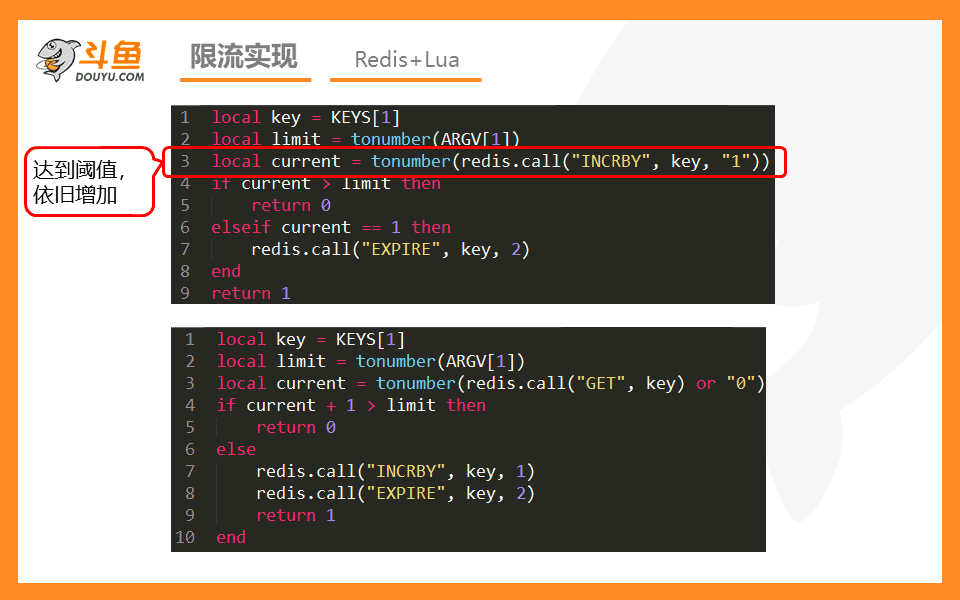 斗鱼
DOUYU.COM
限流实现
Redis+Lua
达到阈值，
依旧增加
1 local key = KEYS[1]
2 local limit = tonumber(ARGV[1])
3 local current = tonumber(redis.call("INCRBY", key, "1"))
4 if current > limit then
5     return 0
6 elseif current == 1 then
7     redis.call("EXPIRE", key, 2)
8 end
9 return 1
1 local key = KEYS[1]
2 local limit = tonumber(ARGV[1])
3 local current = tonumber(redis.call("GET", key) or "0")
4 if current + 1 > limit then
5     return 0
6 else
7     redis.call("INCRBY", key, 1)
8     redis.call("EXPIRE", key, 2)
9     return 1
10 end